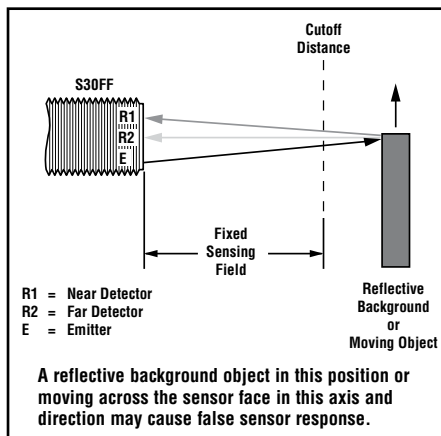 Cutoff
Distance
S30FF
R1
R2
E
Fixed
Sensing
Field
R1 = Near Detector
R2 = Far Detector
E = Emitter
Reflective
Background
or
Moving Object
A reflective background object in this position or
moving across the sensor face in this axis and
direction may cause false sensor response.